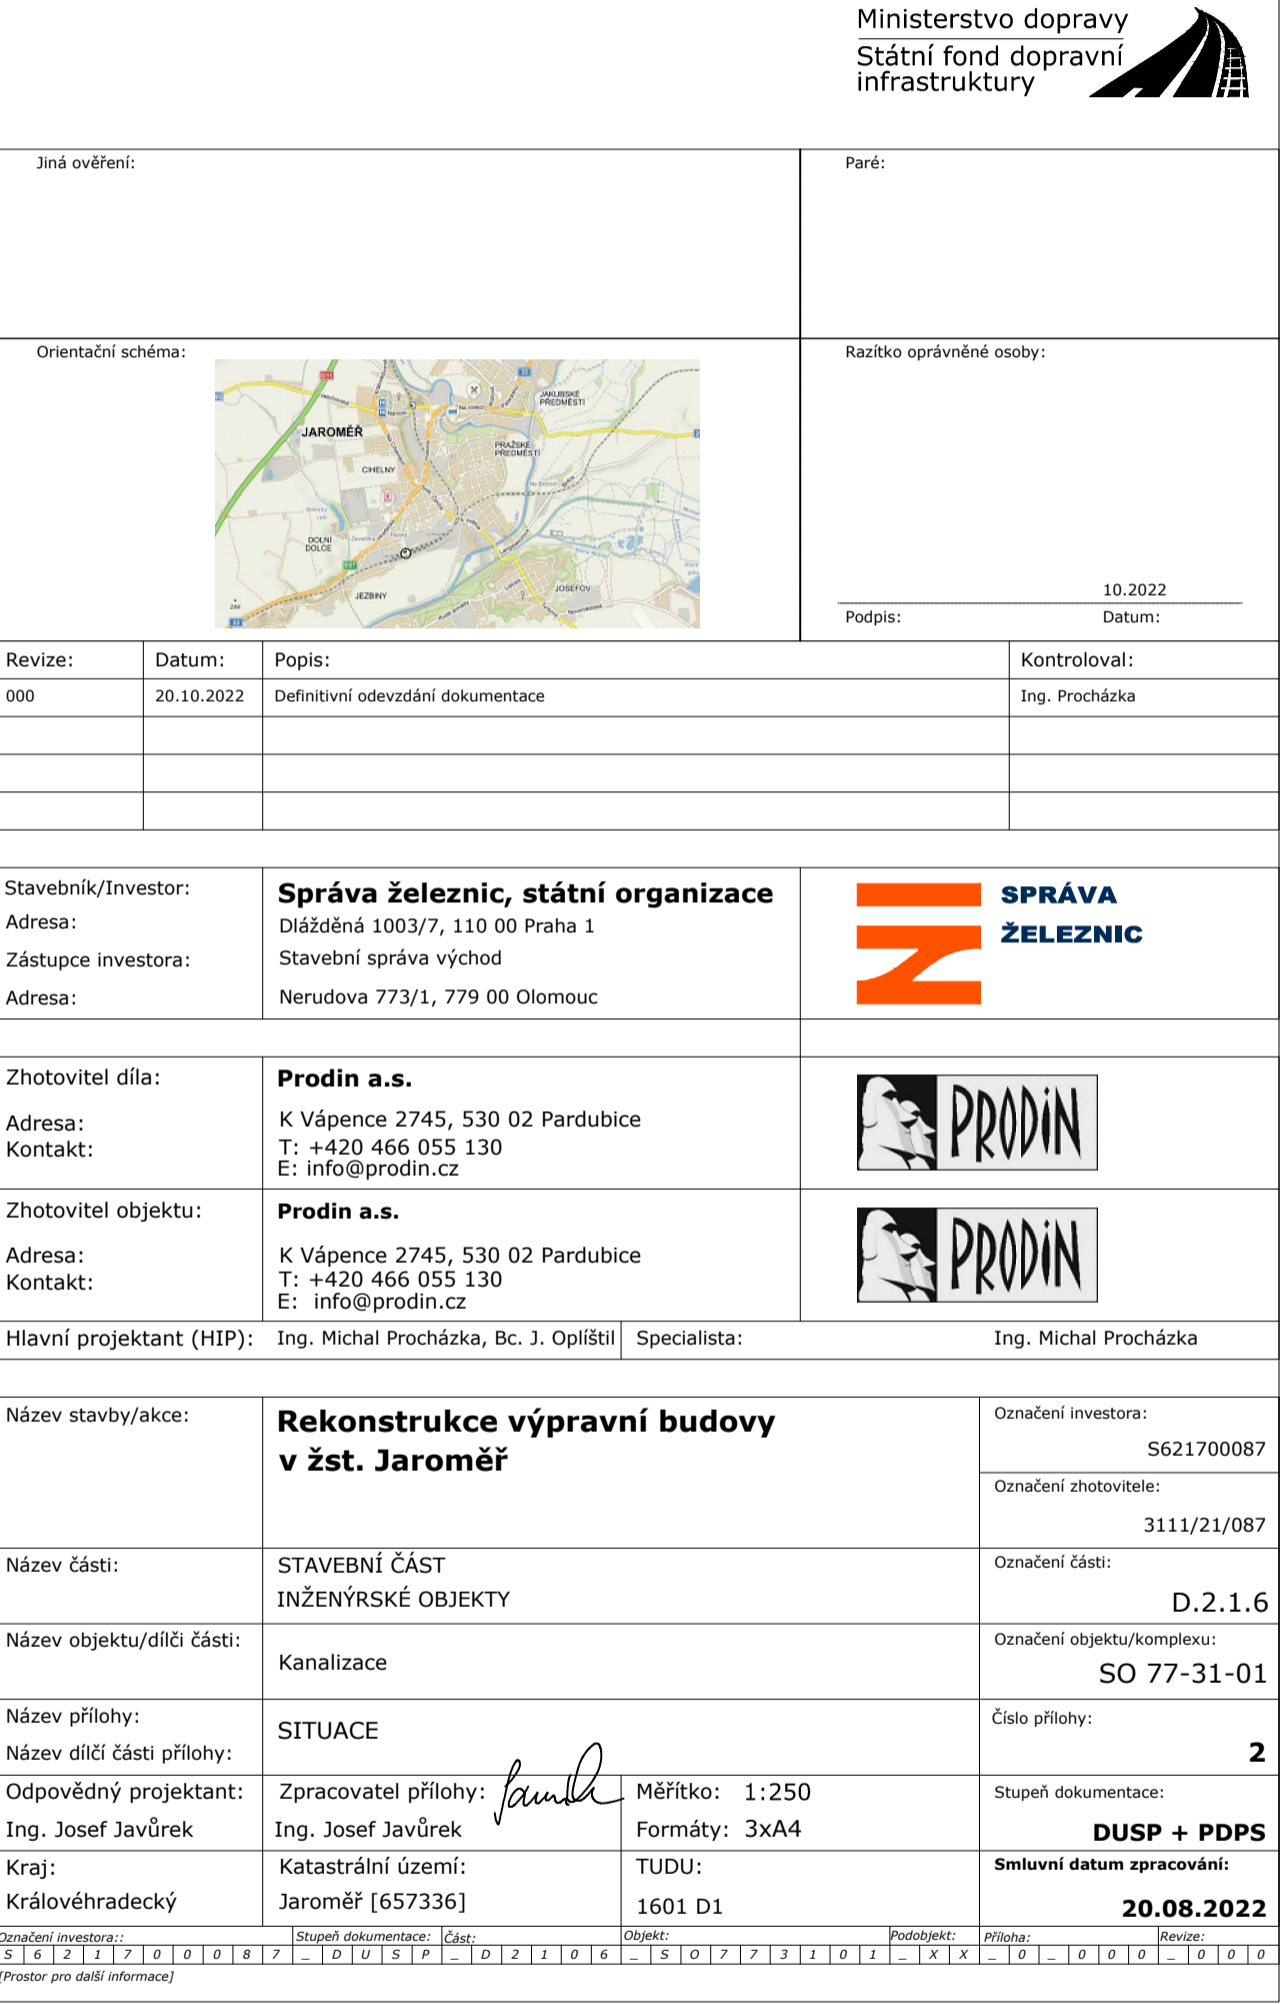 Ministerstvo dopravy
Státní fond dopravní
infrastruktury
Jiná ověření:
Paré:
Orientační schéma:
Razítko oprávněné osoby:
JAROMĚŘ
CIHELNY
JAKUBSKÉ
PŘEDMĚSTÍ
PRAŽSKÉ
PŘEDMĚSTÍ
DOLNÍ
DOLCE
JEZBINY
JOSEFOV
10.2022
Podpis: Datum:
Revize: Datum: Popis: Kontroloval:
000 20.10.2022 Definitivní odevzdání dokumentace Ing. Procházka
Stavebník/Investor: Správa železnic, státní organizace
Adresa: Dlážděná 1003/7, 110 00 Praha 1
Zástupce investora: Stavební správa východ
Adresa: Nerudova 773/1, 779 00 Olomouc
SPRÁVA
ŽELEZNIC
Zhotovitel díla: Prodin a.s.
Adresa: K Vápence 2745, 530 02 Pardubice
Kontakt: T: +420 466 055 130
E: info@prodin.cz
PRODiN
Zhotovitel objektu: Prodin a.s.
Adresa: K Vápence 2745, 530 02 Pardubice
Kontakt: T: +420 466 055 130
E: info@prodin.cz
PRODiN
Hlavní projektant (HIP): Ing. Michal Procházka, Bc. J. Oplíštil Specialista: Ing. Michal Procházka
Název stavby/akce: Rekonstrukce výpravní budovy
v žst. Jaroměř
Označení investora:
S621700087
Označení zhotovitele:
3111/21/087
Název části: STAVEBNÍ ČÁST
INŽENÝRSKÉ OBJEKTY
Označení části:
D.2.1.6
Název objektu/dílči části: Kanalizace
Označení objektu/komplexu:
SO 77-31-01
Název přílohy: SITUACE
Název dílčí části přílohy:
Číslo přílohy:
2
Odpovědný projektant: Zpracovatel přílohy: Měřítko: 1:250 Stupeň dokumentace:
Ing. Josef Javůrek Ing. Josef Javůrek Formáty: 3xA4 DUSP + PDPS
Kraj: Katastrální území: TUDU: Smluvní datum zpracování:
Královéhradecký Jaroměř [657336] 1601 D1 20.08.2022
Označení investora:: Stupeň dokumentace: Část: Objekt: Podobjekt: Příloha: Revize:
S 6 2 1 7 0 0 0 8 7 _ D U S P _ D 2 1 0 6 _ S O 7 7 3 1 0 1 _ X X _ 0 _ 0 0 0 _ 0 0 0
[Prostor pro další informace]